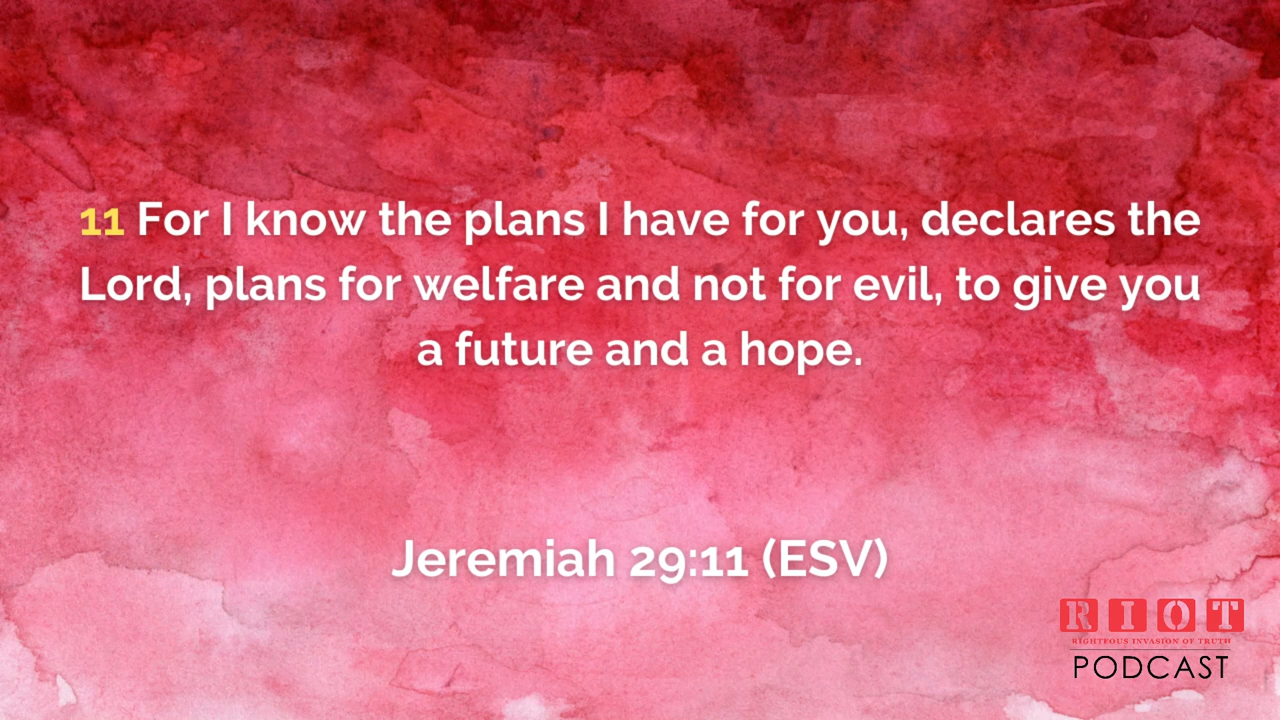 11 For I know the plans I have for you, declares the
Lord, plans for welfare and not for evil, to give you
a future and a hope.
Jeremiah 29:11 (ESV)
RIOT
RIGHTEOUS INVASION OF TRUTH
PODCAST